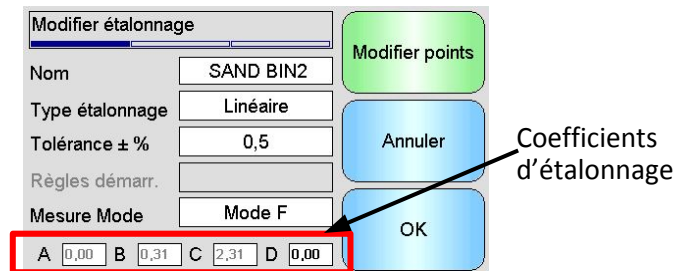 Modifier étalonnage
Nom SAND BIN2
Type étalonnage Linéaire
Tolérance ± % 0,5
Règles démarr.
Mesure Mode Mode F
A 0,00 B 0,31 C 2,31 D 0,00
Modifier points
Annuler
OK
Coefficients
d'étalonnage